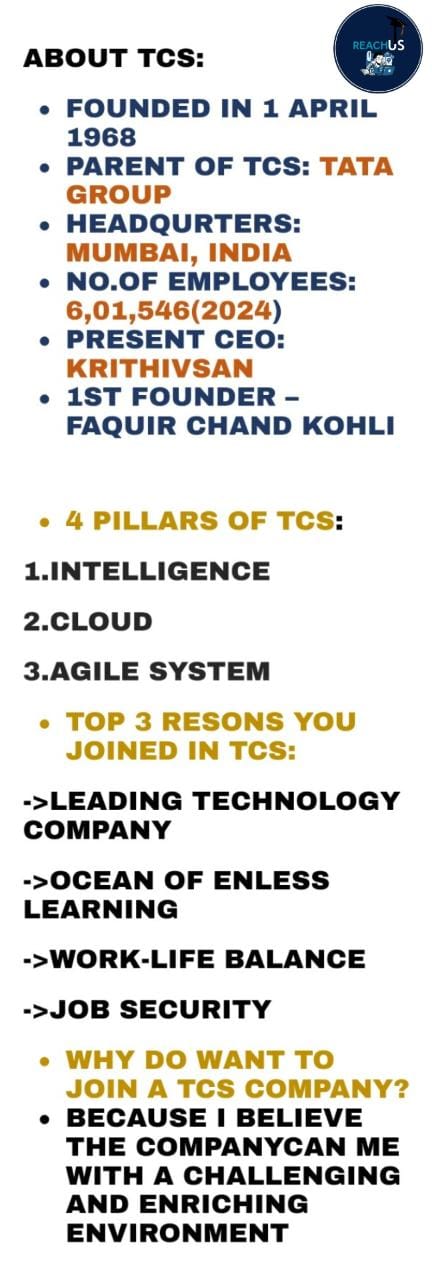 REACHUS
ABOUT TCS:
• FOUNDED IN 1 APRIL
1968
• PARENT OF TCS: TATA
GROUP
• HEADQURTERS:
MUMBAI, INDIA
• NO.OF EMPLOYEES:
6,01,546(2024)
• PRESENT CEO:
KRITHIVSAN
• 1ST FOUNDER –
FAQUIR CHAND KOHLI
• 4 PILLARS OF TCS:
1.INTELLIGENCE
2.CLOUD
3.AGILE SYSTEM
• TOP 3 RESONS YOU
JOINED IN TCS:
->LEADING TECHNOLOGY
COMPANY
->OCEAN OF ENLESS
LEARNING
->WORK-LIFE BALANCE
->JOB SECURITY
• WHY DO WANT TO
JOIN A TCS COMPANY?
• BECAUSE I BELIEVE
THE COMPANYCAN ME
WITH A CHALLENGING
AND ENRICHING
ENVIRONMENT